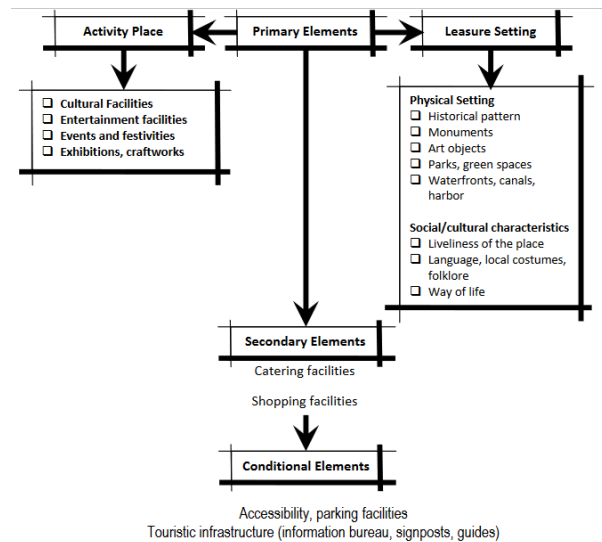 Activity Place
Primary Elements
Leasure Setting
Cultural Facilities
Entertainment facilities
Events and festivities
Exhibitions, craftworks
Physical Setting
Historical pattern
Monuments
Art objects
Parks, green spaces
Waterfronts, canals,
harbor
Social/cultural characteristics
Liveliness of the place
Language, local costumes,
folklore
Way of life
Secondary Elements
Catering facilities
Shopping facilities
Conditional Elements
Accessibility, parking facilities
Touristic infrastructure (information bureau, signposts, guides)